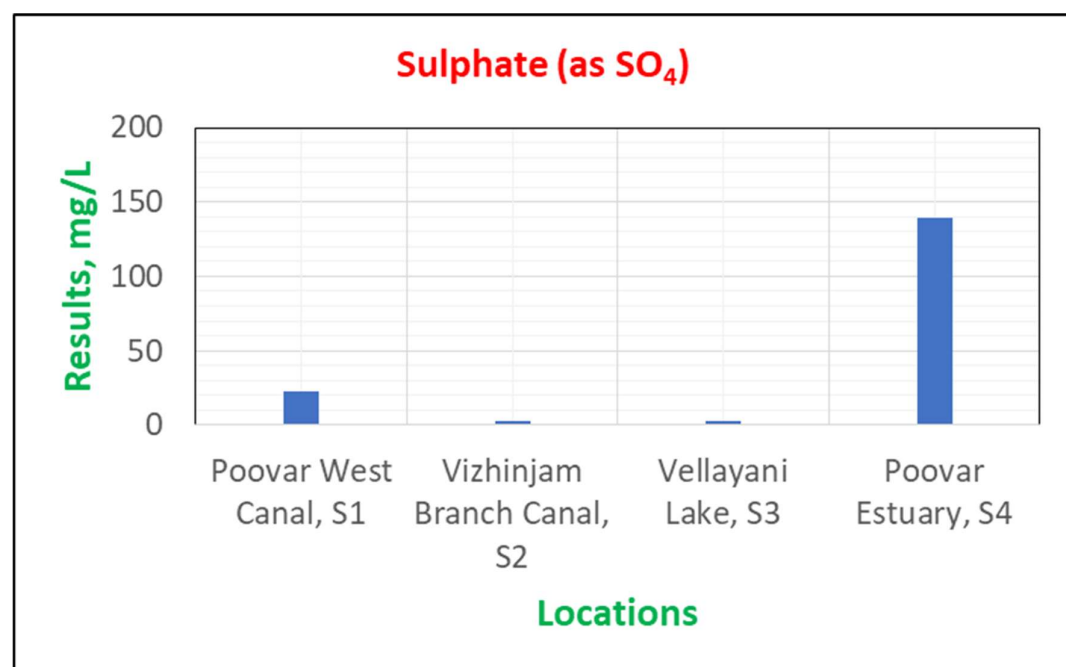 Sulphate (as SO₄)
Results, mg/L
200
150
100
50
0
Poovar West
Canal, S1
Vizhinjam
Branch Canal,
S2
Vellayani
Lake, S3
Poovar
Estuary, S4
Locations